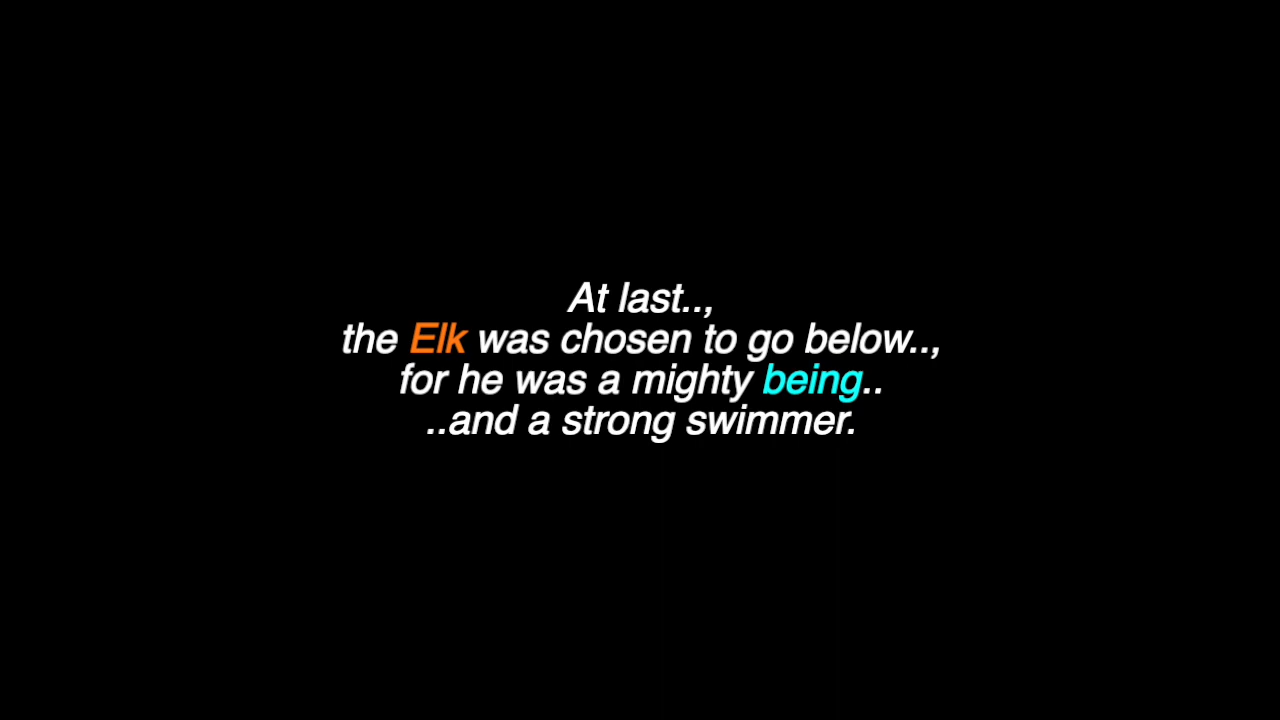 At last..,
the Elk was chosen to go below..,
for he was a mighty being..
..and a strong swimmer.